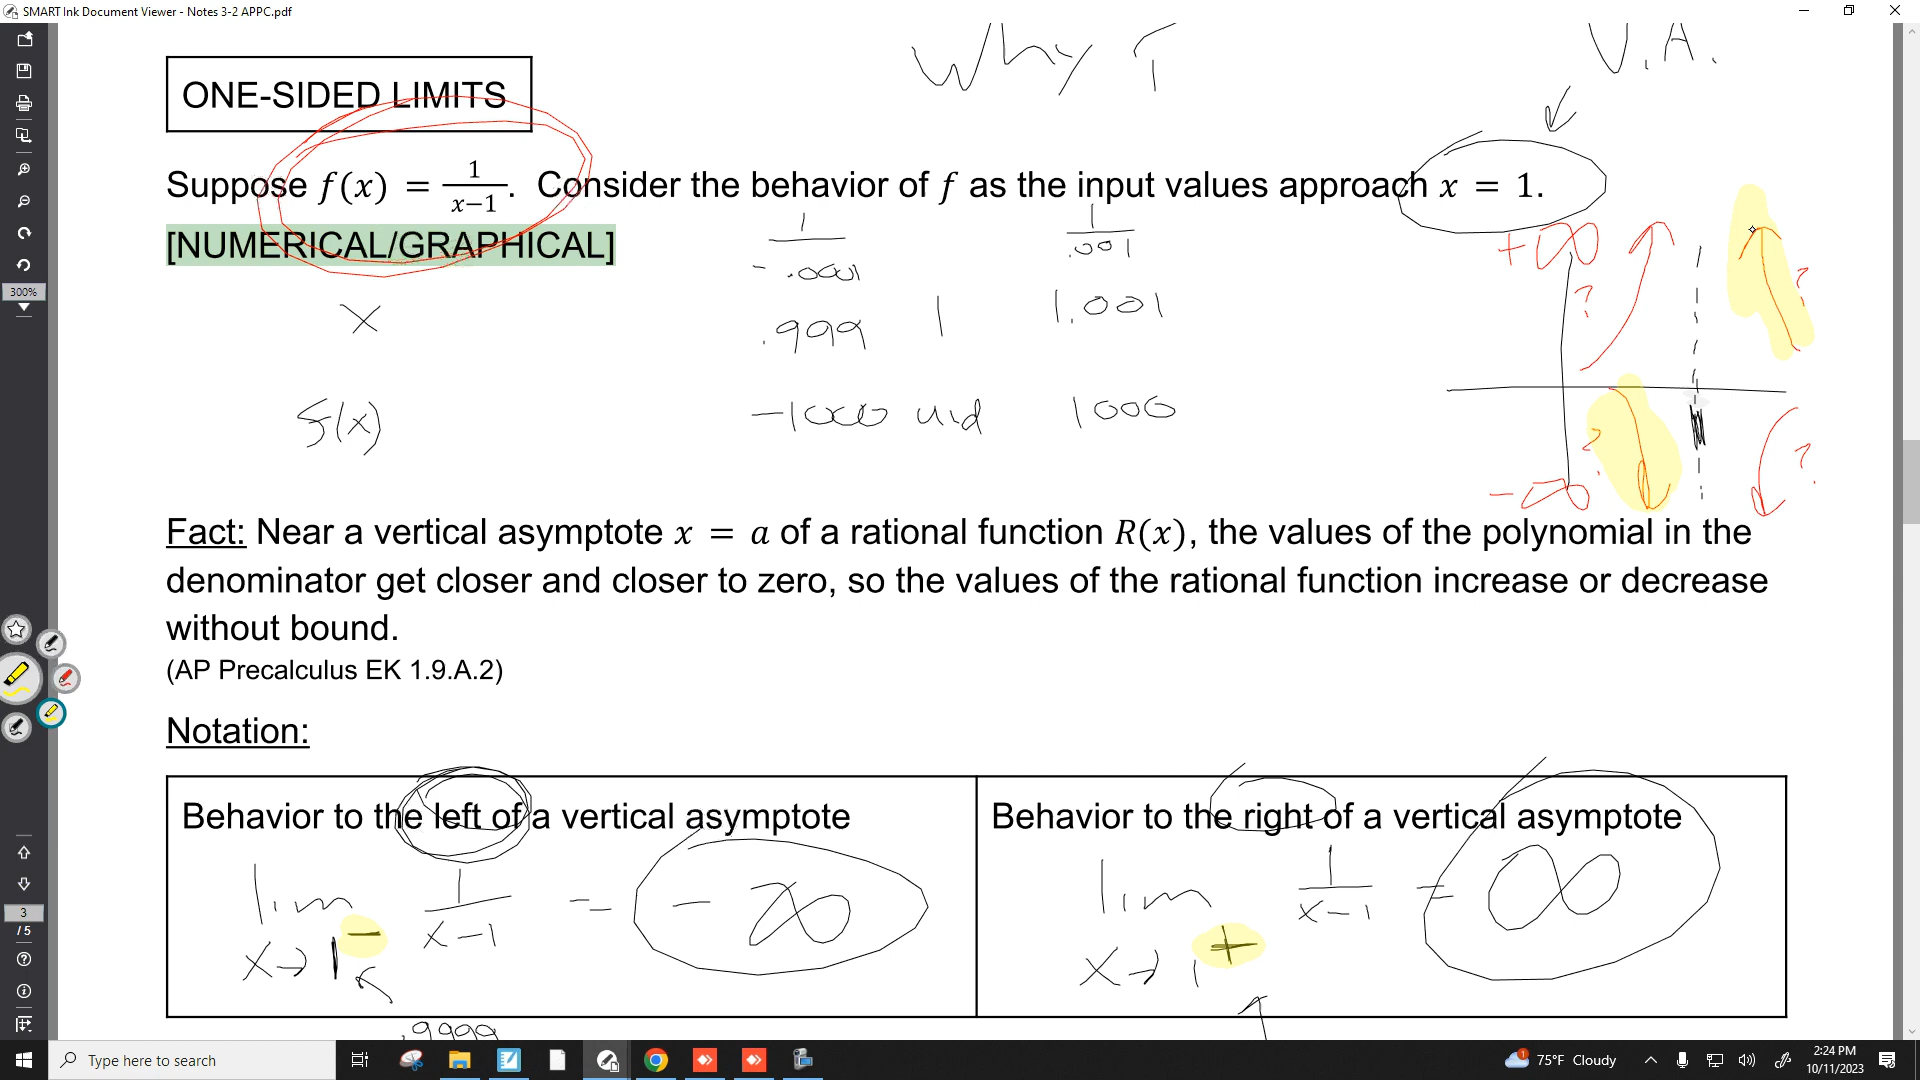 SMART Ink Document Viewer - Notes 3-2 APPC.pdf
Why ?
V.A.
ONE-SIDED LIMITS
Suppose f(x) = 1/(x−1). Consider the behavior of f as the input values approach x = 1.
[NUMERICAL/GRAPHICAL]
1/-.001 1/.001
x .999 1 1.001
f(x) -1000 und 1000
+∞ ? ?
-∞ ? ?
Fact: Near a vertical asymptote x = a of a rational function R(x), the values of the polynomial in the
denominator get closer and closer to zero, so the values of the rational function increase or decrease
without bound.
(AP Precalculus EK 1.9.A.2)
Notation:
Behavior to the left of a vertical asymptote
lim x→1⁻ 1/(x-1) = -∞
.9999
Behavior to the right of a vertical asymptote
lim x→1⁺ 1/(x-1) = ∞
300%
3
/ 5
Type here to search
75°F Cloudy
2:24 PM
10/11/2023